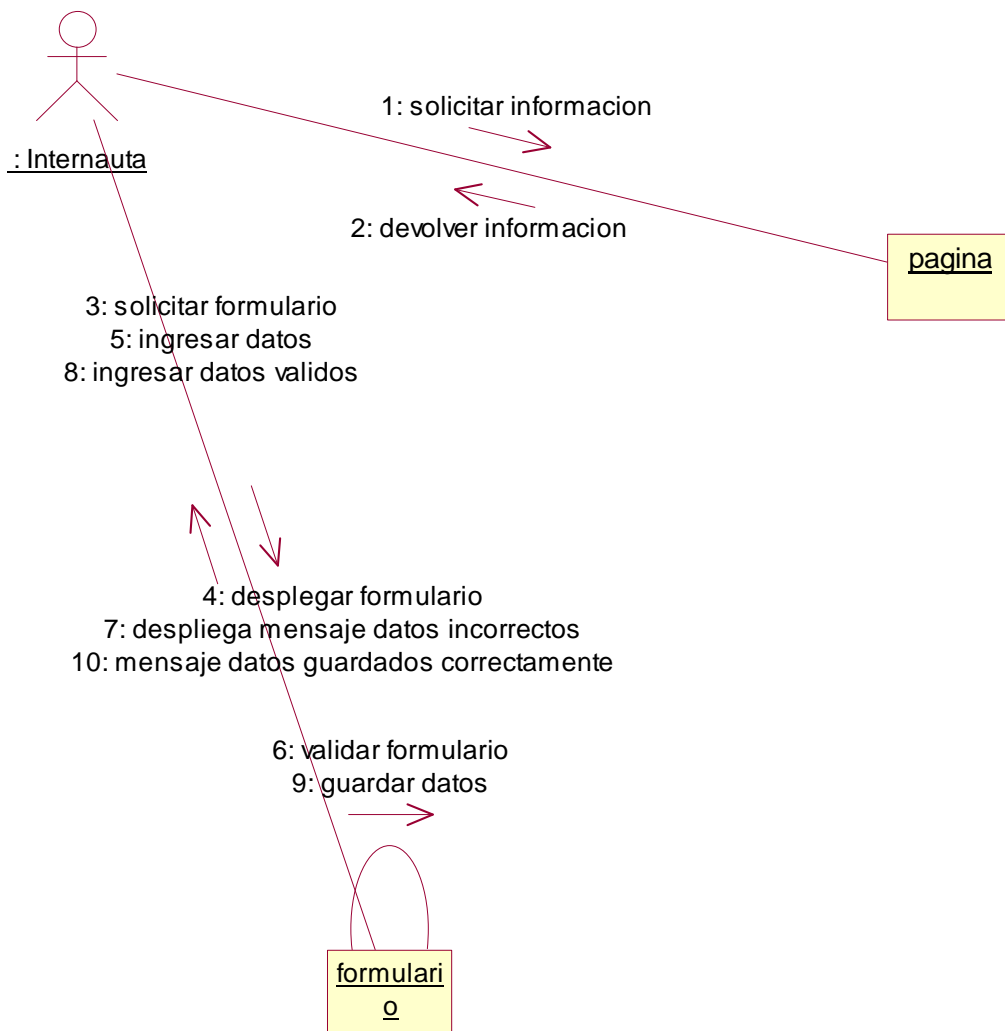 1: solicitar informacion
: Internauta
2: devolver informacion
pagina
3: solicitar formulario
5: ingresar datos
8: ingresar datos validos
4: desplegar formulario
7: despliega mensaje datos incorrectos
10: mensaje datos guardados correctamente
6: validar formulario
9: guardar datos
formulari
o